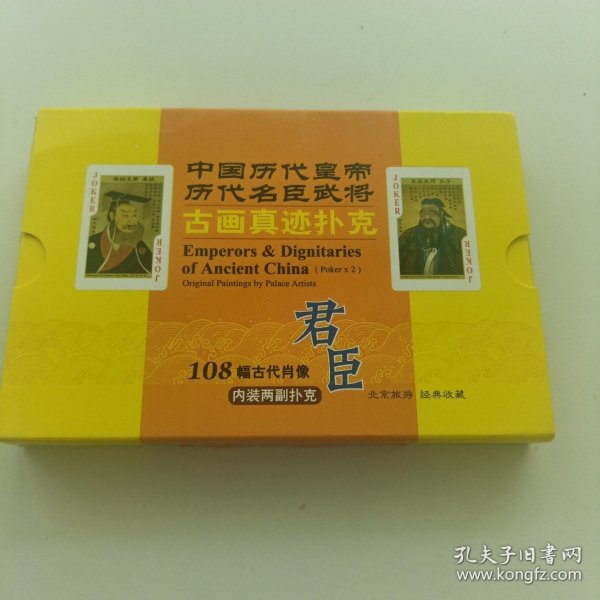 中国历代皇帝
历代名臣武将
古画真迹扑克
Emperors & Dignitaries
of Ancient China (Poker x 2)
Original Paintings by Palace Artists
君臣
108幅古代肖像
内装两副扑克
北京旅游 经典收藏
JOKER
JOKER
JOKER
JOKER
孔夫子旧书网
www.kongfz.com